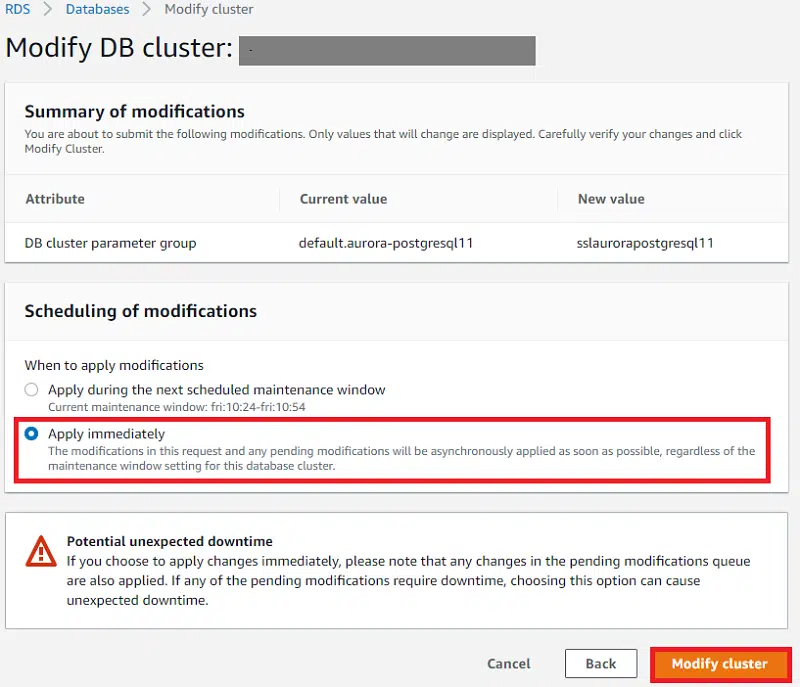 RDS > Databases > Modify cluster
Modify DB cluster:
Summary of modifications
You are about to submit the following modifications. Only values that will change are displayed. Carefully verify your changes and click
Modify Cluster.
Attribute Current value New value
DB cluster parameter group default.aurora-postgresql11 sslaurorapostgresql11
Scheduling of modifications
When to apply modifications
Apply during the next scheduled maintenance window
Current maintenance window: fri:10:24-fri:10:54
Apply immediately
The modifications in this request and any pending modifications will be asynchronously applied as soon as possible, regardless of the
maintenance window setting for this database cluster.
Potential unexpected downtime
If you choose to apply changes immediately, please note that any changes in the pending modifications queue
are also applied. If any of the pending modifications require downtime, choosing this option can cause
unexpected downtime.
Cancel Back Modify cluster